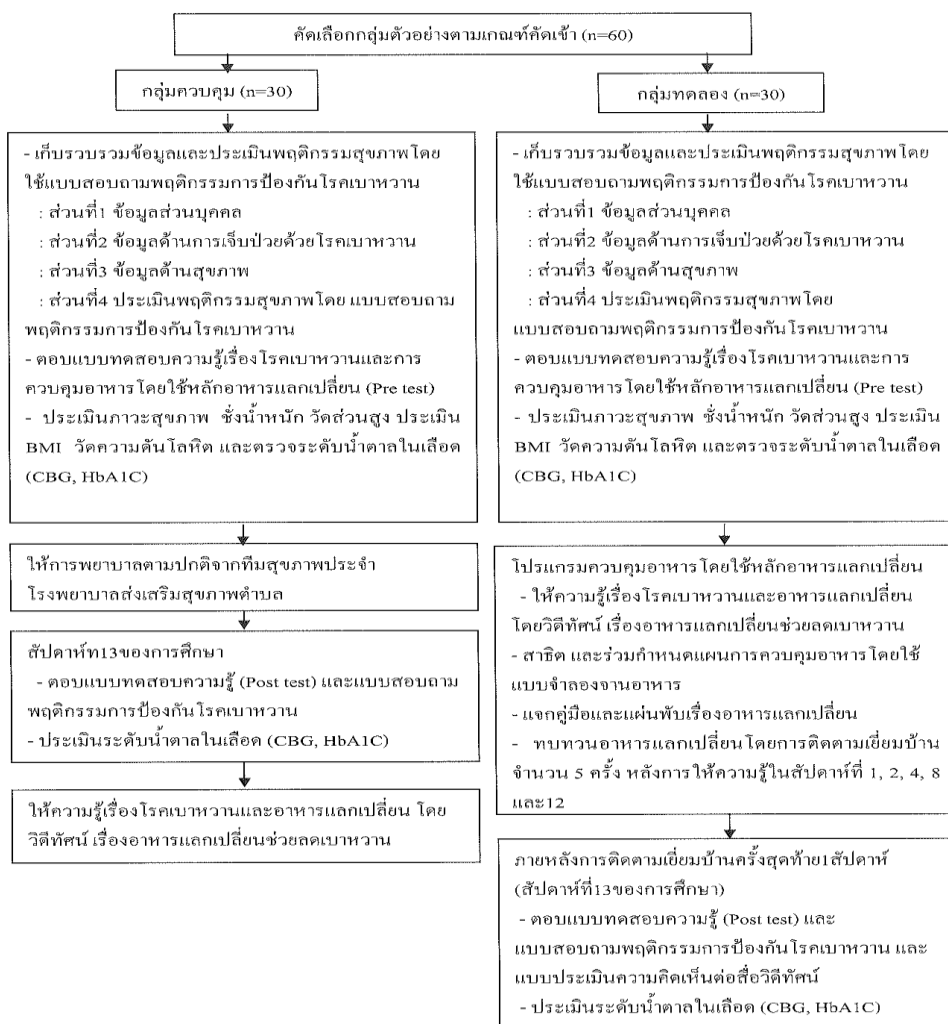 คัดเลือกกลุ่มตัวอย่างตามเกณฑ์คัดเข้า (n=60)
กลุ่มควบคุม (n=30)
- เก็บรวบรวมข้อมูลและประเมินพฤติกรรมสุขภาพโดย
ใช้แบบสอบถามพฤติกรรมการป้องกันโรคเบาหวาน
: ส่วนที่1 ข้อมูลส่วนบุคคล
: ส่วนที่2 ข้อมูลด้านการเจ็บป่วยด้วยโรคเบาหวาน
: ส่วนที่3 ข้อมูลด้านสุขภาพ
: ส่วนที่4 ประเมินพฤติกรรมสุขภาพโดย แบบสอบถาม
พฤติกรรมการป้องกันโรคเบาหวาน
- ตอบแบบทดสอบความรู้เรื่องโรคเบาหวานและการ
ควบคุมอาหารโดยใช้หลักอาหารแลกเปลี่ยน (Pre test)
- ประเมินภาวะสุขภาพ ชั่งน้ำหนัก วัดส่วนสูง ประเมิน
BMI วัดความดันโลหิต และตรวจระดับน้ำตาลในเลือด
(CBG, HbA1C)
ให้การพยาบาลตามปกติจากทีมสุขภาพประจำ
โรงพยาบาลส่งเสริมสุขภาพตำบล
สัปดาห์ท13ของการศึกษา
- ตอบแบบทดสอบความรู้ (Post test) และแบบสอบถาม
พฤติกรรมการป้องกันโรคเบาหวาน
- ประเมินระดับน้ำตาลในเลือด (CBG, HbA1C)
ให้ความรู้เรื่องโรคเบาหวานและอาหารแลกเปลี่ยน โดย
วิดีทัศน์ เรื่องอาหารแลกเปลี่ยนช่วยลดเบาหวาน
กลุ่มทดลอง (n=30)
- เก็บรวบรวมข้อมูลและประเมินพฤติกรรมสุขภาพโดย
ใช้แบบสอบถามพฤติกรรมการป้องกันโรคเบาหวาน
: ส่วนที่1 ข้อมูลส่วนบุคคล
: ส่วนที่2 ข้อมูลด้านการเจ็บป่วยด้วยโรคเบาหวาน
: ส่วนที่3 ข้อมูลด้านสุขภาพ
: ส่วนที่4 ประเมินพฤติกรรมสุขภาพโดย
แบบสอบถามพฤติกรรมการป้องกันโรคเบาหวาน
- ตอบแบบทดสอบความรู้เรื่องโรคเบาหวานและการ
ควบคุมอาหารโดยใช้หลักอาหารแลกเปลี่ยน (Pre test)
- ประเมินภาวะสุขภาพ ชั่งน้ำหนัก วัดส่วนสูง ประเมิน
BMI วัดความดันโลหิต และตรวจระดับน้ำตาลในเลือด
(CBG, HbA1C)
โปรแกรมควบคุมอาหารโดยใช้หลักอาหารแลกเปลี่ยน
- ให้ความรู้เรื่องโรคเบาหวานและอาหารแลกเปลี่ยน
โดยวิดีทัศน์ เรื่องอาหารแลกเปลี่ยนช่วยลดเบาหวาน
- สาธิต และร่วมกำหนดแผนการควบคุมอาหารโดยใช้
แบบจำลองจานอาหาร
- แจกคู่มือและแผ่นพับเรื่องอาหารแลกเปลี่ยน
- ทบทวนอาหารแลกเปลี่ยนโดยการติดตามเยี่ยมบ้าน
จำนวน 5 ครั้ง หลังการให้ความรู้ในสัปดาห์ที่ 1, 2, 4, 8
และ12
ภายหลังการติดตามเยี่ยมบ้านครั้งสุดท้าย1สัปดาห์
(สัปดาห์ที่13ของการศึกษา)
- ตอบแบบทดสอบความรู้ (Post test) และ
แบบสอบถามพฤติกรรมการป้องกันโรคเบาหวาน และ
แบบประเมินความคิดเห็นต่อสื่อวิดีทัศน์
- ประเมินระดับน้ำตาลในเลือด (CBG, HbA1C)